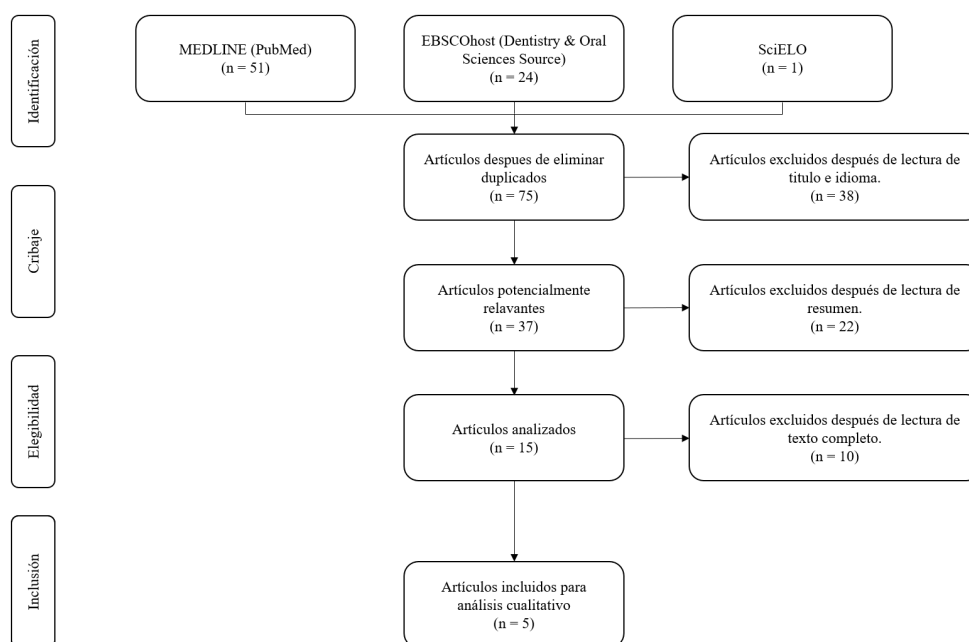 Identificación
MEDLINE (PubMed)
(n = 51)
EBSCOhost (Dentistry & Oral
Sciences Source)
(n = 24)
SciELO
(n = 1)
Artículos despues de eliminar
duplicados
(n = 75)
Artículos excluidos después de lectura de
titulo e idioma.
(n = 38)
Cribaje
Artículos potencialmente
relavantes
(n = 37)
Artículos excluidos después de lectura de
resumen.
(n = 22)
Elegibilidad
Artículos analizados
(n = 15)
Artículos excluidos después de lectura de
texto completo.
(n = 10)
Inclusión
Artículos incluidos para
análisis cualitativo
(n = 5)